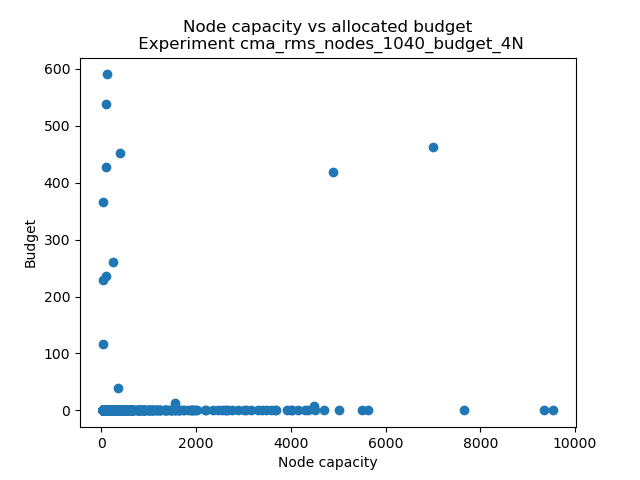 Node capacity vs allocated budget
Experiment cma_rms_nodes_1040_budget_4N
600
500
400
300
200
100
0
Budget
0 2000 4000 6000 8000 10000
Node capacity